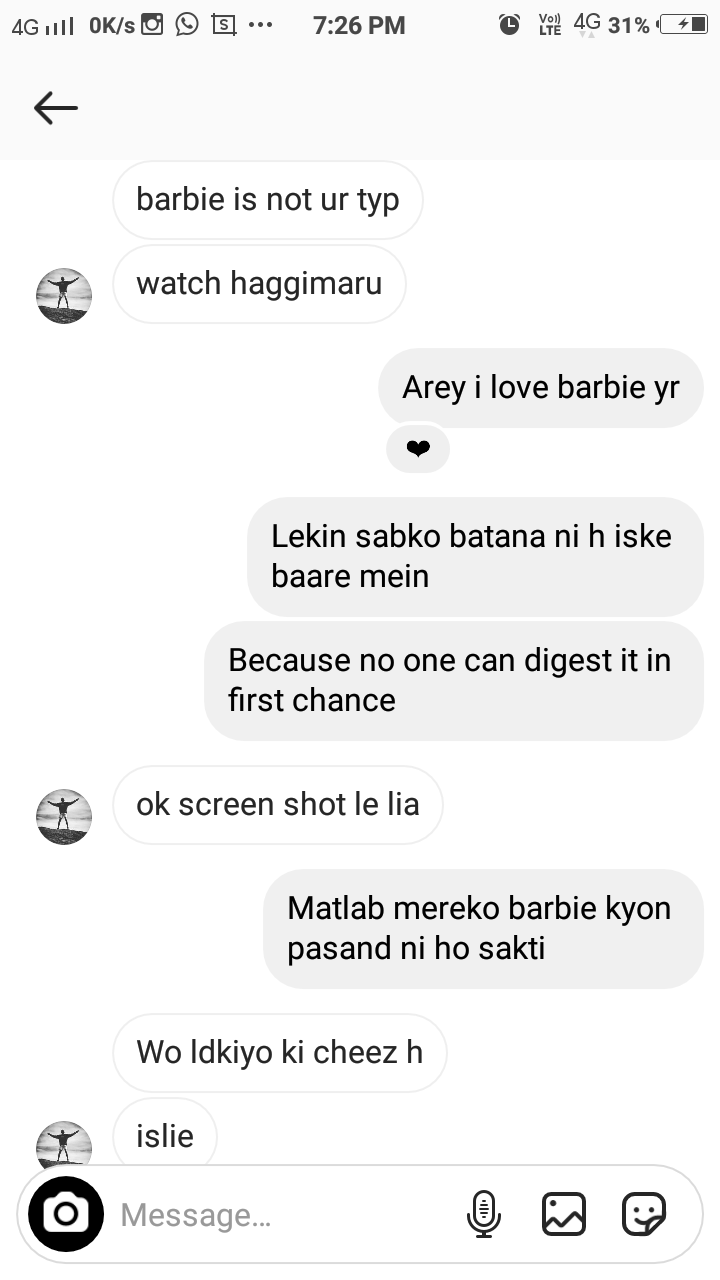 4G 0K/s S ••• 7:26 PM Vo)) LTE 4G 31%
barbie is not ur typ
watch haggimaru
Arey i love barbie yr
❤
Lekin sabko batana ni h iske
baare mein
Because no one can digest it in
first chance
ok screen shot le lia
Matlab mereko barbie kyon
pasand ni ho sakti
Wo ldkiyo ki cheez h
islie
Message...